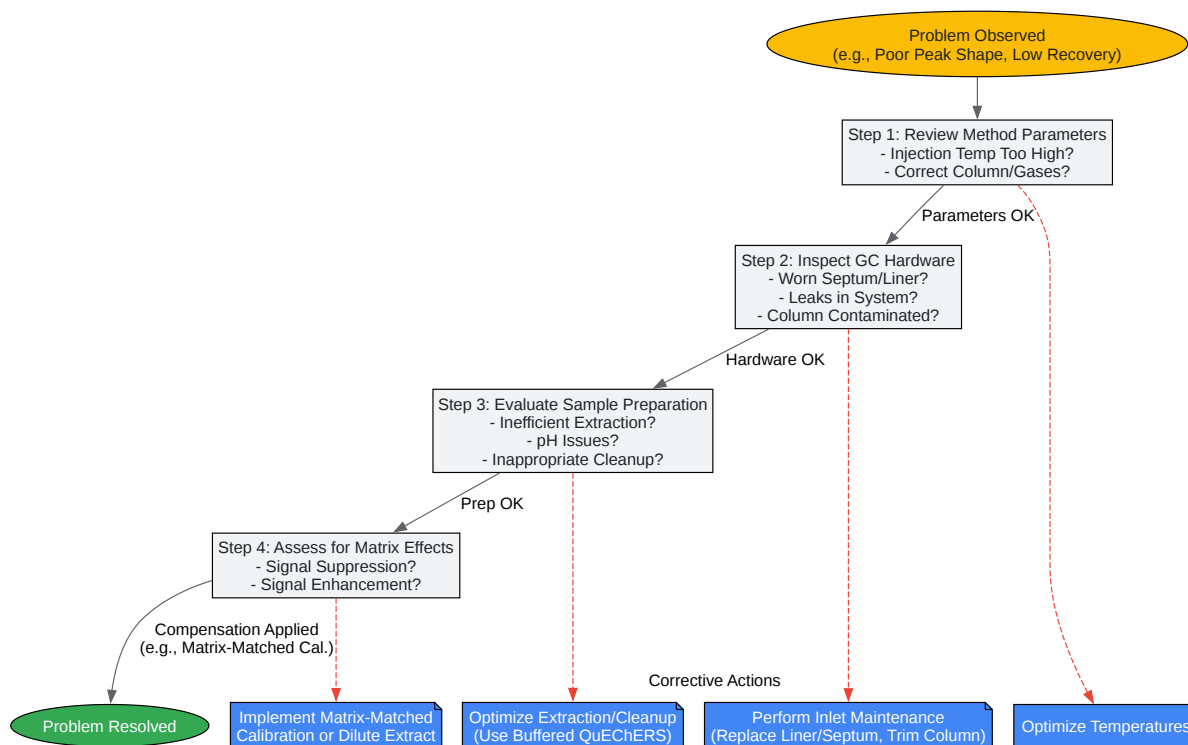 Problem Observed
(e.g., Poor Peak Shape, Low Recovery)
Step 1: Review Method Parameters
- Injection Temp Too High?
- Correct Column/Gases?
Parameters OK
Step 2: Inspect GC Hardware
- Worn Septum/Liner?
- Leaks in System?
- Column Contaminated?
Hardware OK
Step 3: Evaluate Sample Preparation
- Inefficient Extraction?
- pH Issues?
- Inappropriate Cleanup?
Prep OK
Step 4: Assess for Matrix Effects
- Signal Suppression?
- Signal Enhancement?
Compensation Applied
(e.g., Matrix-Matched Cal.)
Corrective Actions
Problem Resolved
Implement Matrix-Matched
Calibration or Dilute Extract
Optimize Extraction/Cleanup
(Use Buffered QuEChERS)
Perform Inlet Maintenance
(Replace Liner/Septum, Trim Column)
Optimize Temperatures